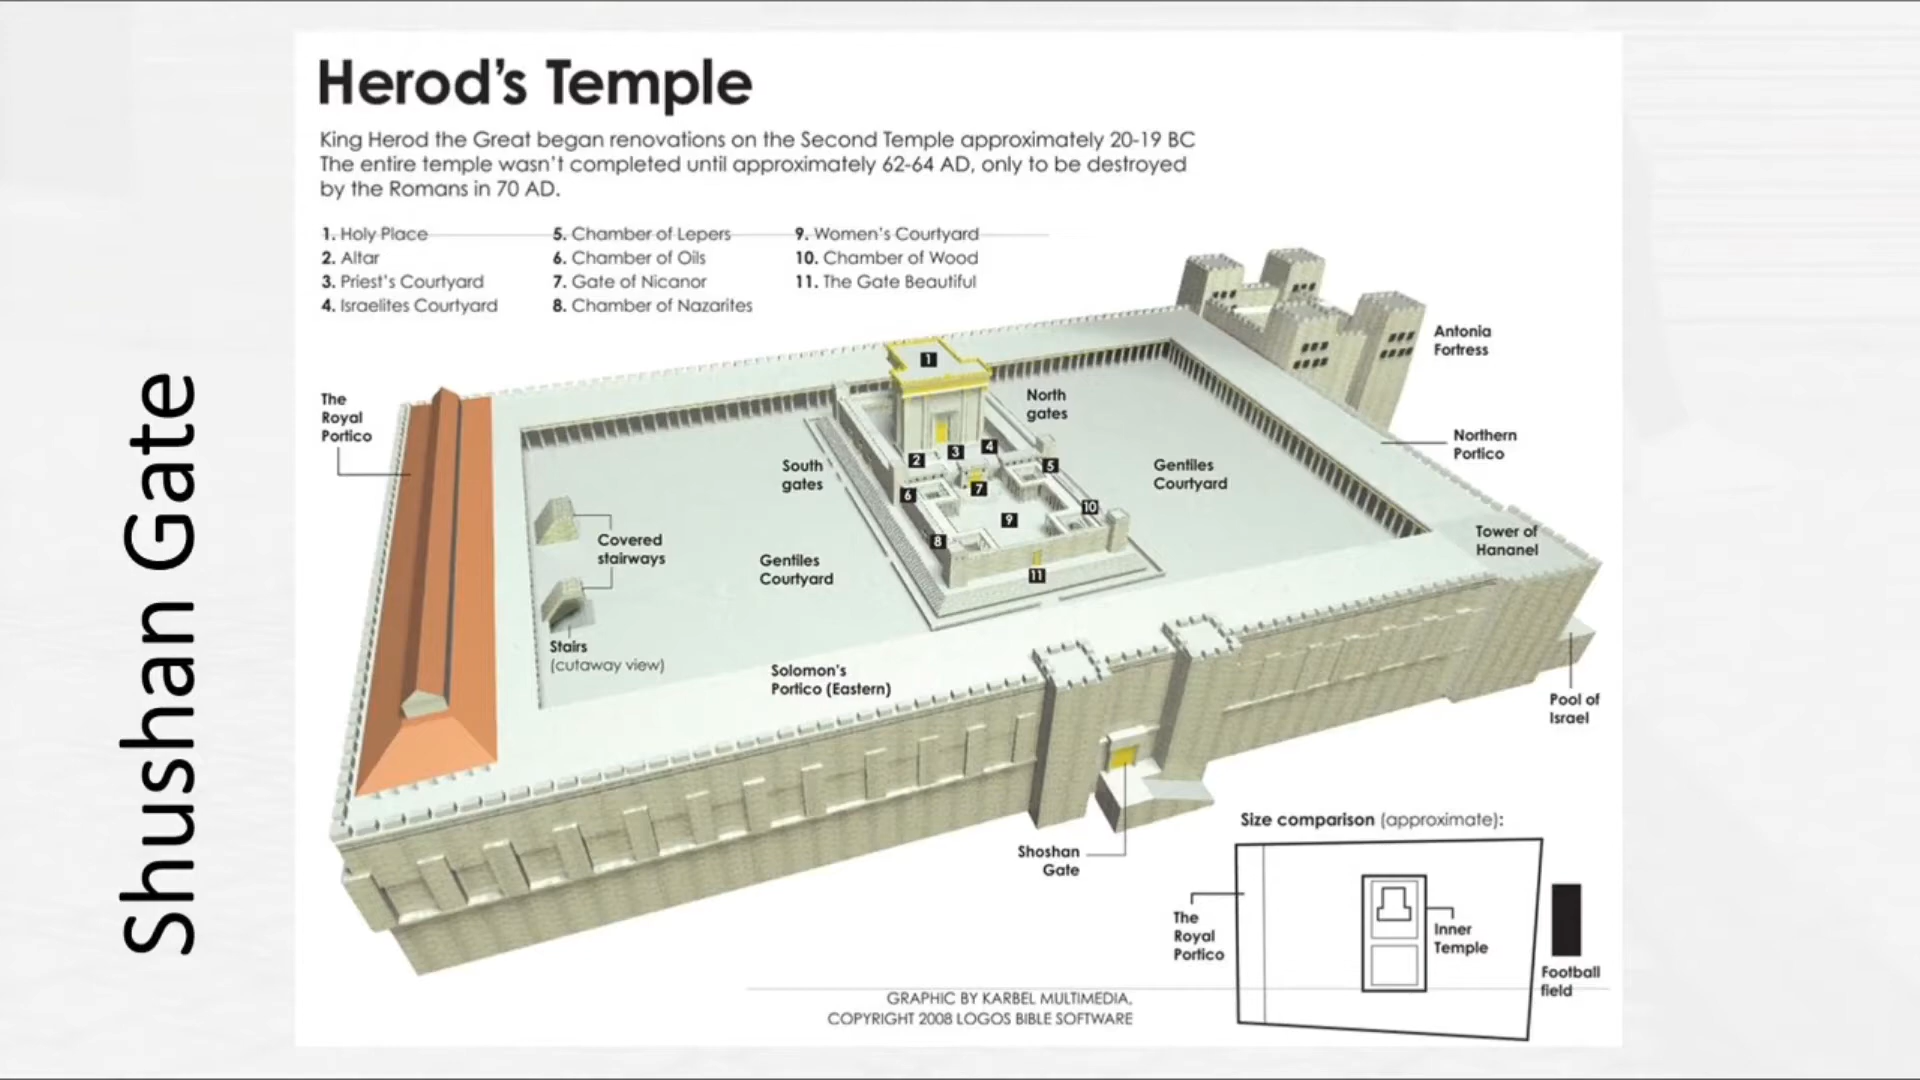 Shushan Gate
Herod's Temple
King Herod the Great began renovations on the Second Temple approximately 20-19 BC
The entire temple wasn't completed until approximately 62-64 AD, only to be destroyed
by the Romans in 70 AD.
1. Holy Place
2. Altar
3. Priest's Courtyard
4. Israelites Courtyard
5. Chamber of Lepers
6. Chamber of Oils
7. Gate of Nicanor
8. Chamber of Nazarites
9. Women's Courtyard
10. Chamber of Wood
11. The Gate Beautiful
Antonia
Fortress
1
The
Royal
Portico
North
gates
Northern
Portico
South
gates
2
3
4
5
6
7
8
9
10
11
Gentiles
Courtyard
Tower of
Hananel
Covered
stairways
Gentiles
Courtyard
Stairs
(cutaway view)
Solomon's
Portico (Eastern)
Pool of
Israel
Shoshan
Gate
Size comparison (approximate):
The
Royal
Portico
Inner
Temple
Football
field
GRAPHIC BY KARBEL MULTIMEDIA,
COPYRIGHT 2008 LOGOS BIBLE SOFTWARE